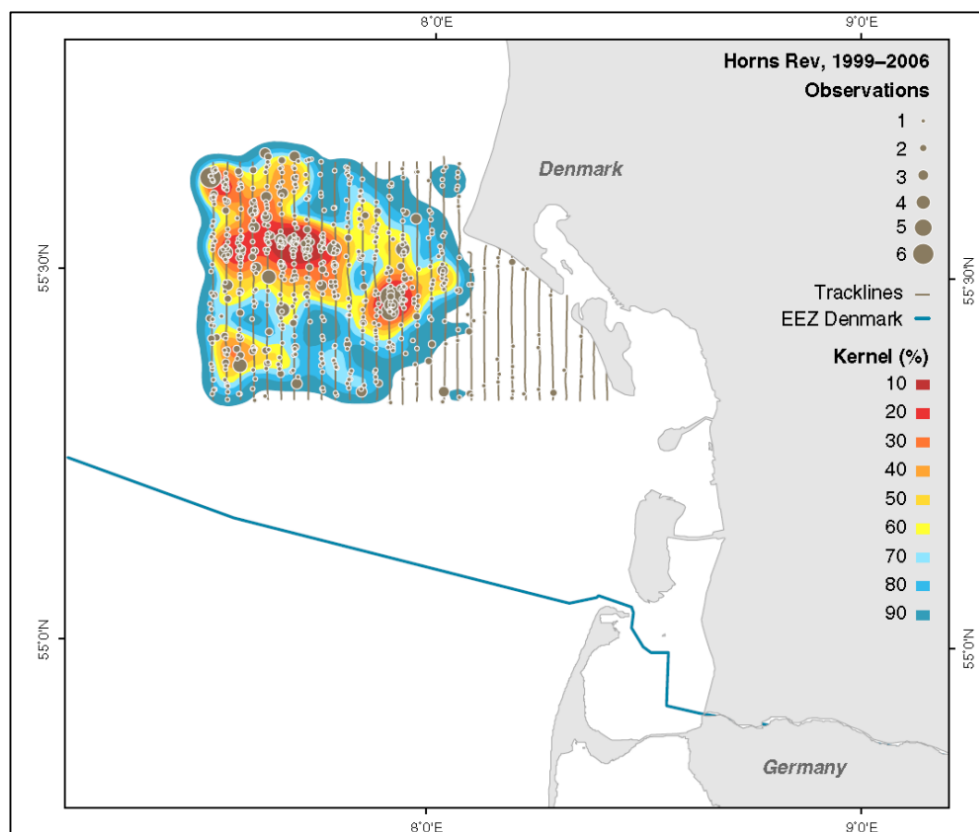 8°0'E
9°0'E
Horns Rev, 1999–2006
Observations
1
2
3
4
5
6
Tracklines
EEZ Denmark
Kernel (%)
10
20
30
40
50
60
70
80
90
Denmark
55°30'N
55°30'N
55°0'N
55°0'N
Germany
8°0'E
9°0'E